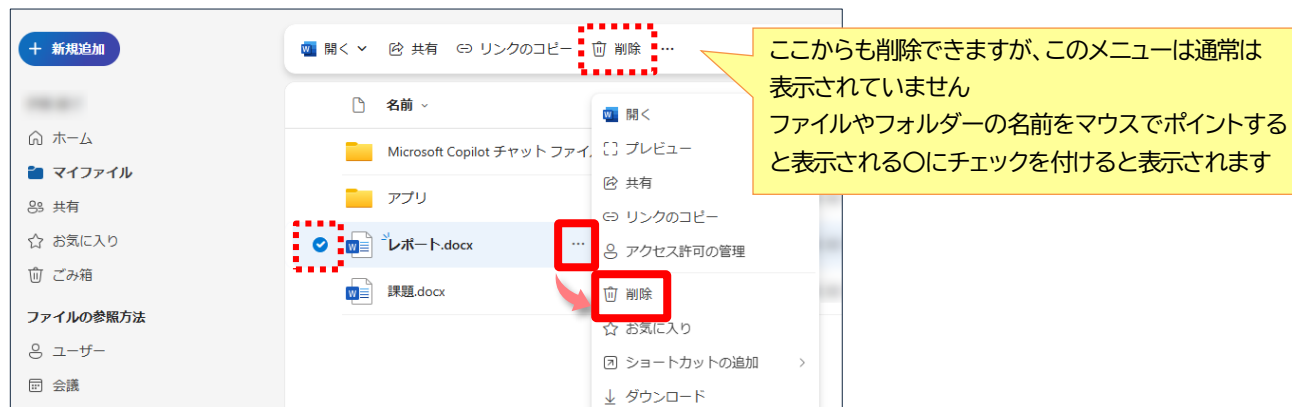 + 新規追加
開く 共有 リンクのコピー 削除 …
ここからも削除できますが、このメニューは通常は
表示されていません
ファイルやフォルダーの名前をマウスでポイントする
と表示される〇にチェックを付けると表示されます
ホーム
マイファイル
共有
お気に入り
ごみ箱
ファイルの参照方法
ユーザー
会議
名前
Microsoft Copilot チャット ファイ
アプリ
レポート.docx …
課題.docx
開く
プレビュー
共有
リンクのコピー
アクセス許可の管理
削除
お気に入り
ショートカットの追加
ダウンロード